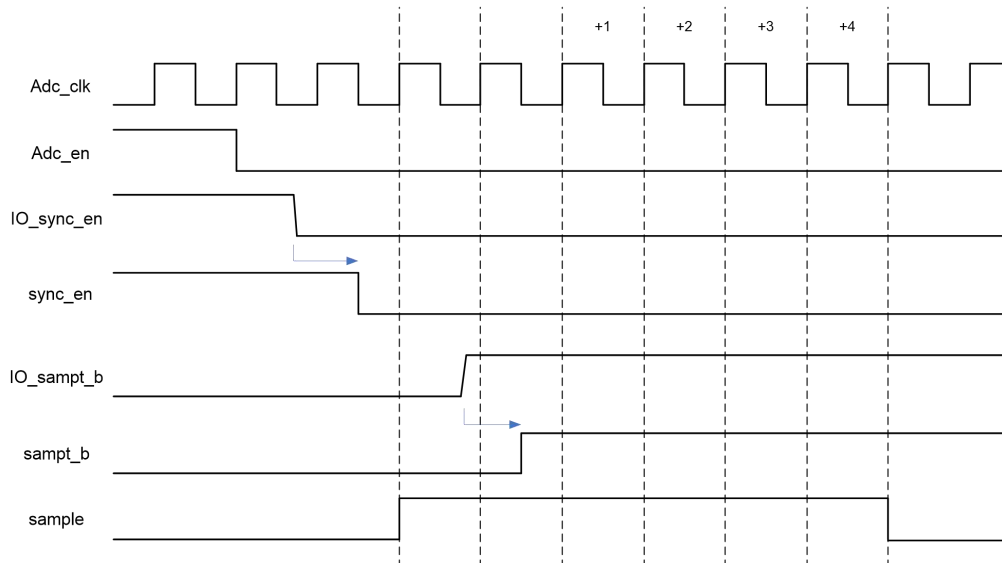 +1 +2 +3 +4
Adc_clk
Adc_en
IO_sync_en
sync_en
IO_sampt_b
sampt_b
sample